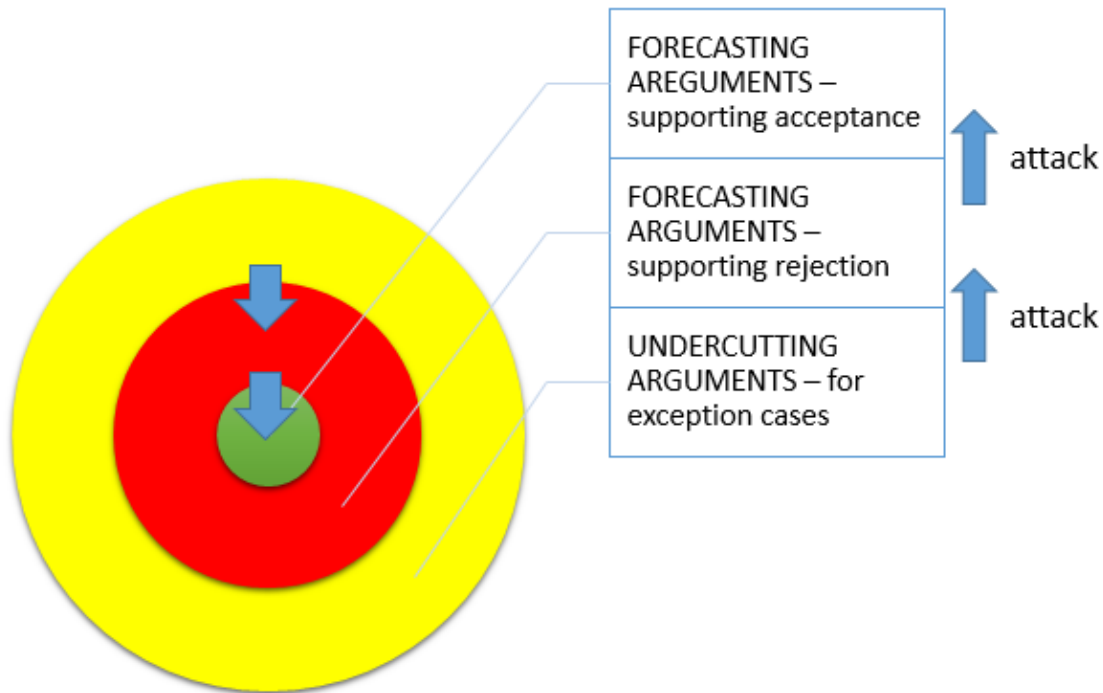 FORECASTING
AREGUMENTS –
supporting acceptance
attack
FORECASTING
ARGUMENTS –
supporting rejection
attack
UNDERCUTTING
ARGUMENTS – for
exception cases